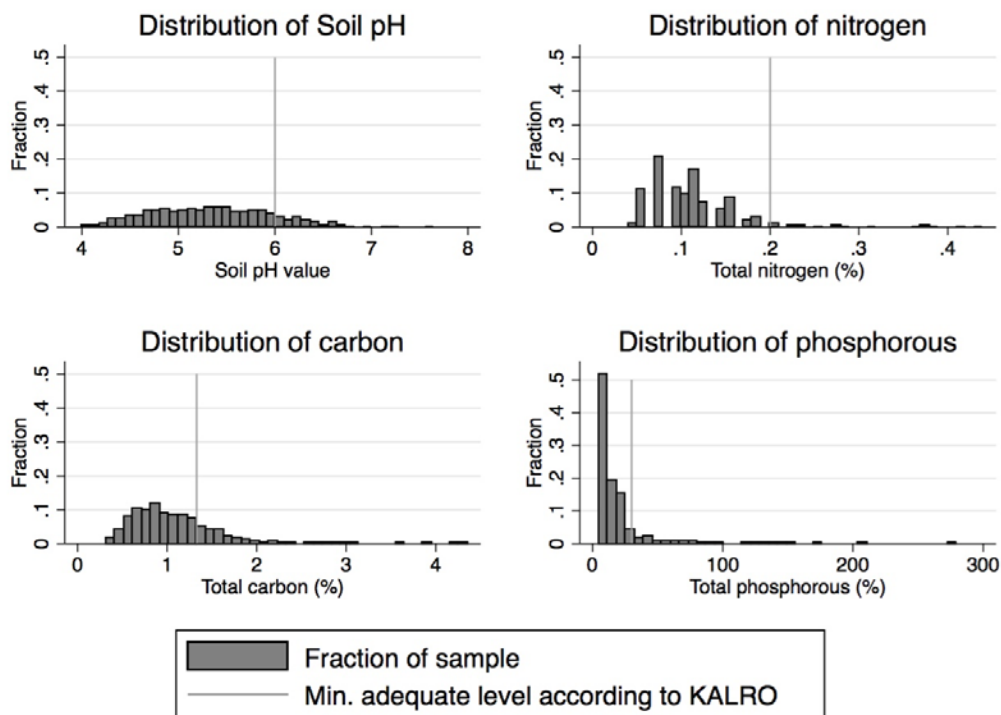 Distribution of Soil pH
Fraction
0 .1 .2 .3 .4 .5
4 5 6 7 8
Soil pH value
Distribution of nitrogen
Fraction
0 .1 .2 .3 .4 .5
0 .1 .2 .3 .4
Total nitrogen (%)
Distribution of carbon
Fraction
0 .1 .2 .3 .4 .5
0 1 2 3 4
Total carbon (%)
Distribution of phosphorous
Fraction
0 .1 .2 .3 .4 .5
0 100 200 300
Total phosphorous (%)
Fraction of sample
Min. adequate level according to KALRO